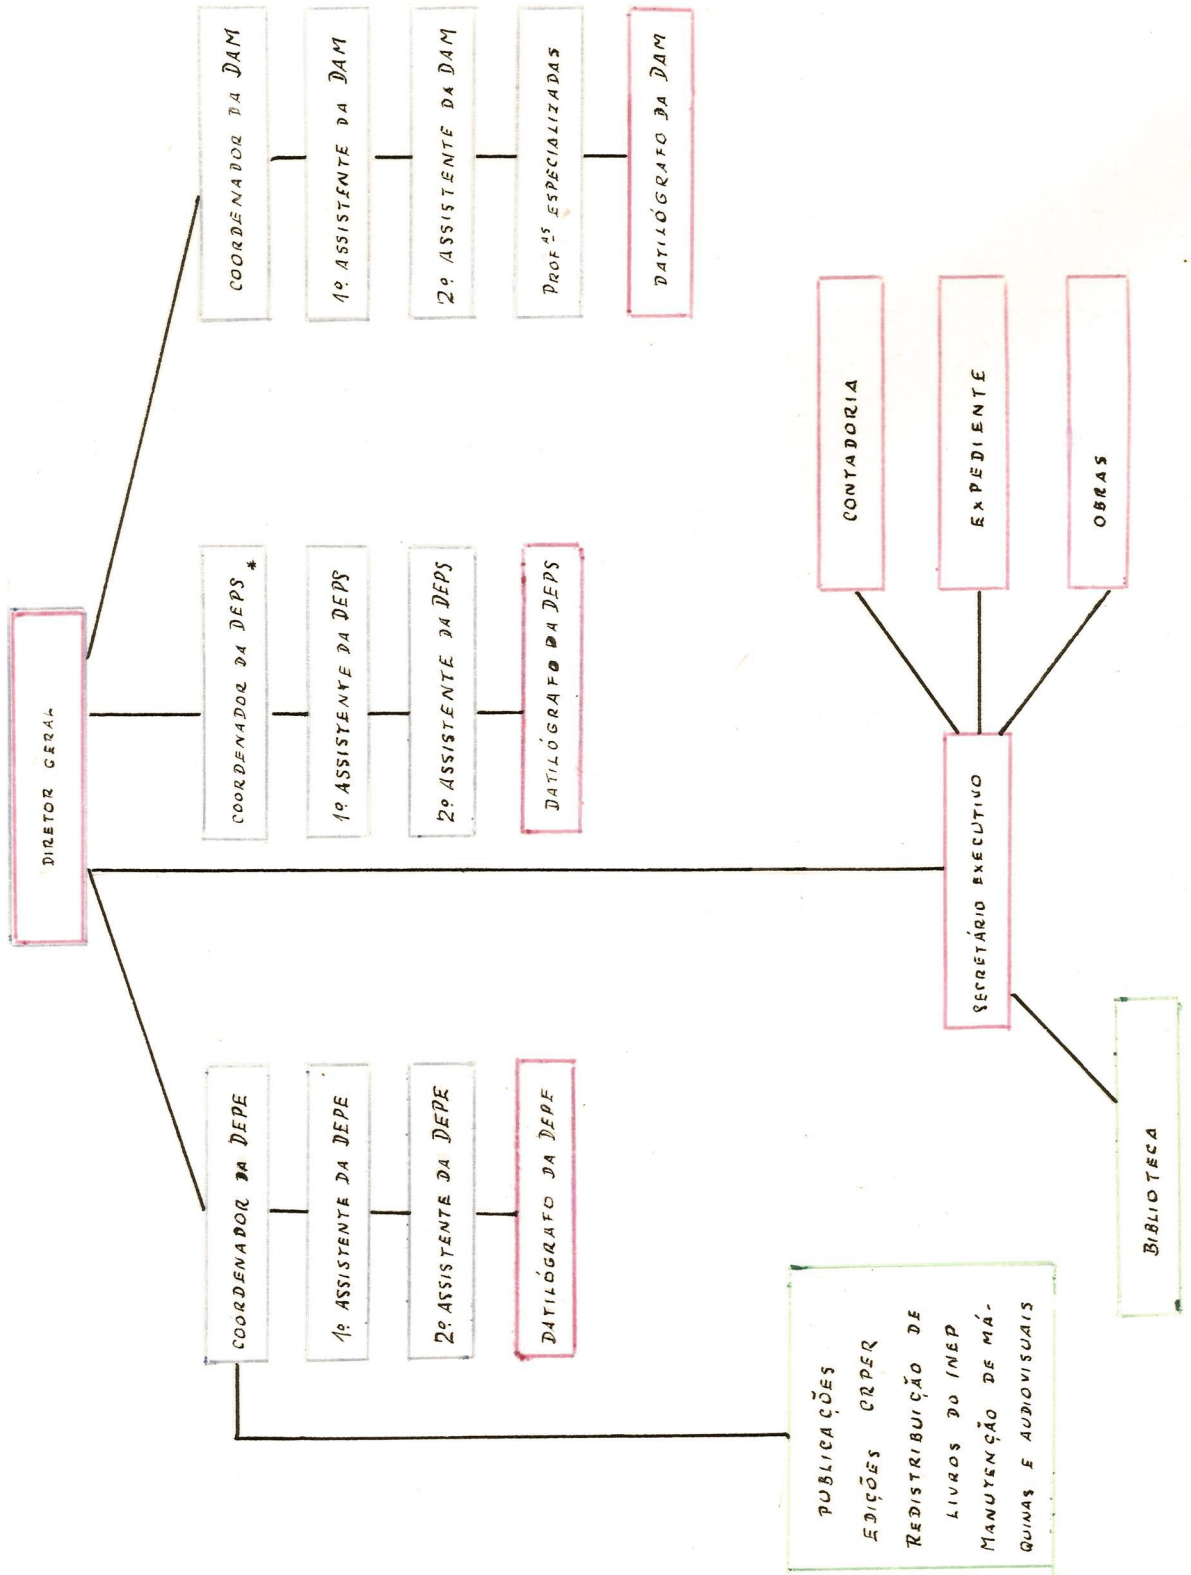 DIRETOR GERAL
COORDENADOR DA DEPE
1º ASSISTENTE DA DEPE
2º ASSISTENTE DA DEPE
DATILÓGRAFO DA DEPE
COORDENADOR DA DEPS *
1º ASSISTENTE DA DEPS
2º ASSISTENTE DA DEPS
DATILÓGRAFO DA DEPS
COORDENADOR DA DAM
1º ASSISTENTE DA DAM
2º ASSISTENTE DA DAM
PROFAS ESPECIALIZADAS
DATILÓGRAFO DA DAM
PUBLICAÇÕES
EDIÇÕES CRPER
REDISTRIBUIÇÃO DE
LIVROS DO INEP
MANUTENÇÃO DE MÁ-
QUINAS E AUDIOVISUAIS
SECRETÁRIO EXECUTIVO
BIBLIOTECA
CONTADORIA
EXPEDIENTE
OBRAS